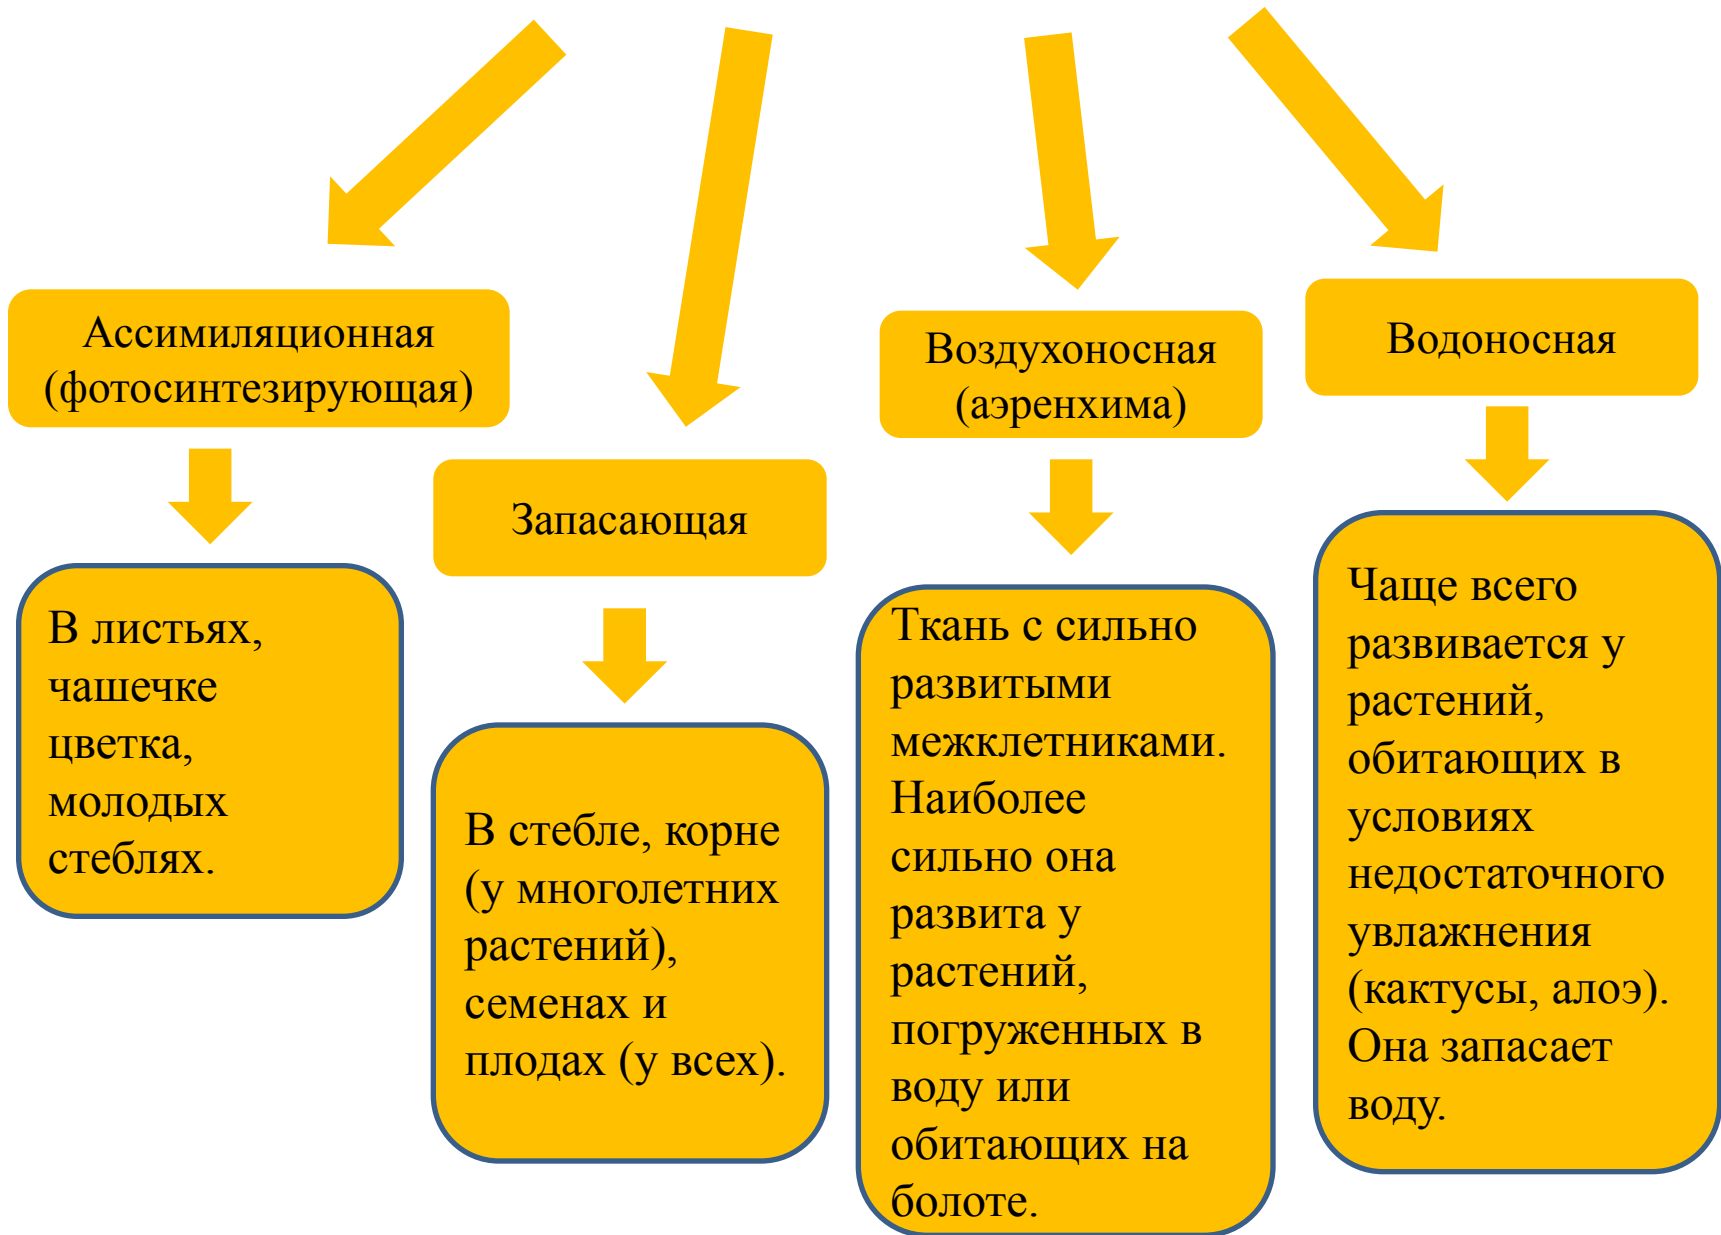 Ассимиляционная
(фотосинтезирующая)
В листьях,
чашечке
цветка,
молодых
стеблях.
Запасающая
В стебле, корне
(у многолетних
растений),
семенах и
плодах (у всех).
Воздухоносная
(аэренхима)
Ткань с сильно
развитыми
межклетниками.
Наиболее
сильно она
развита у
растений,
погруженных в
воду или
обитающих на
болоте.
Водоносная
Чаще всего
развивается у
растений,
обитающих в
условиях
недостаточного
увлажнения
(кактусы, алоэ).
Она запасает
воду.